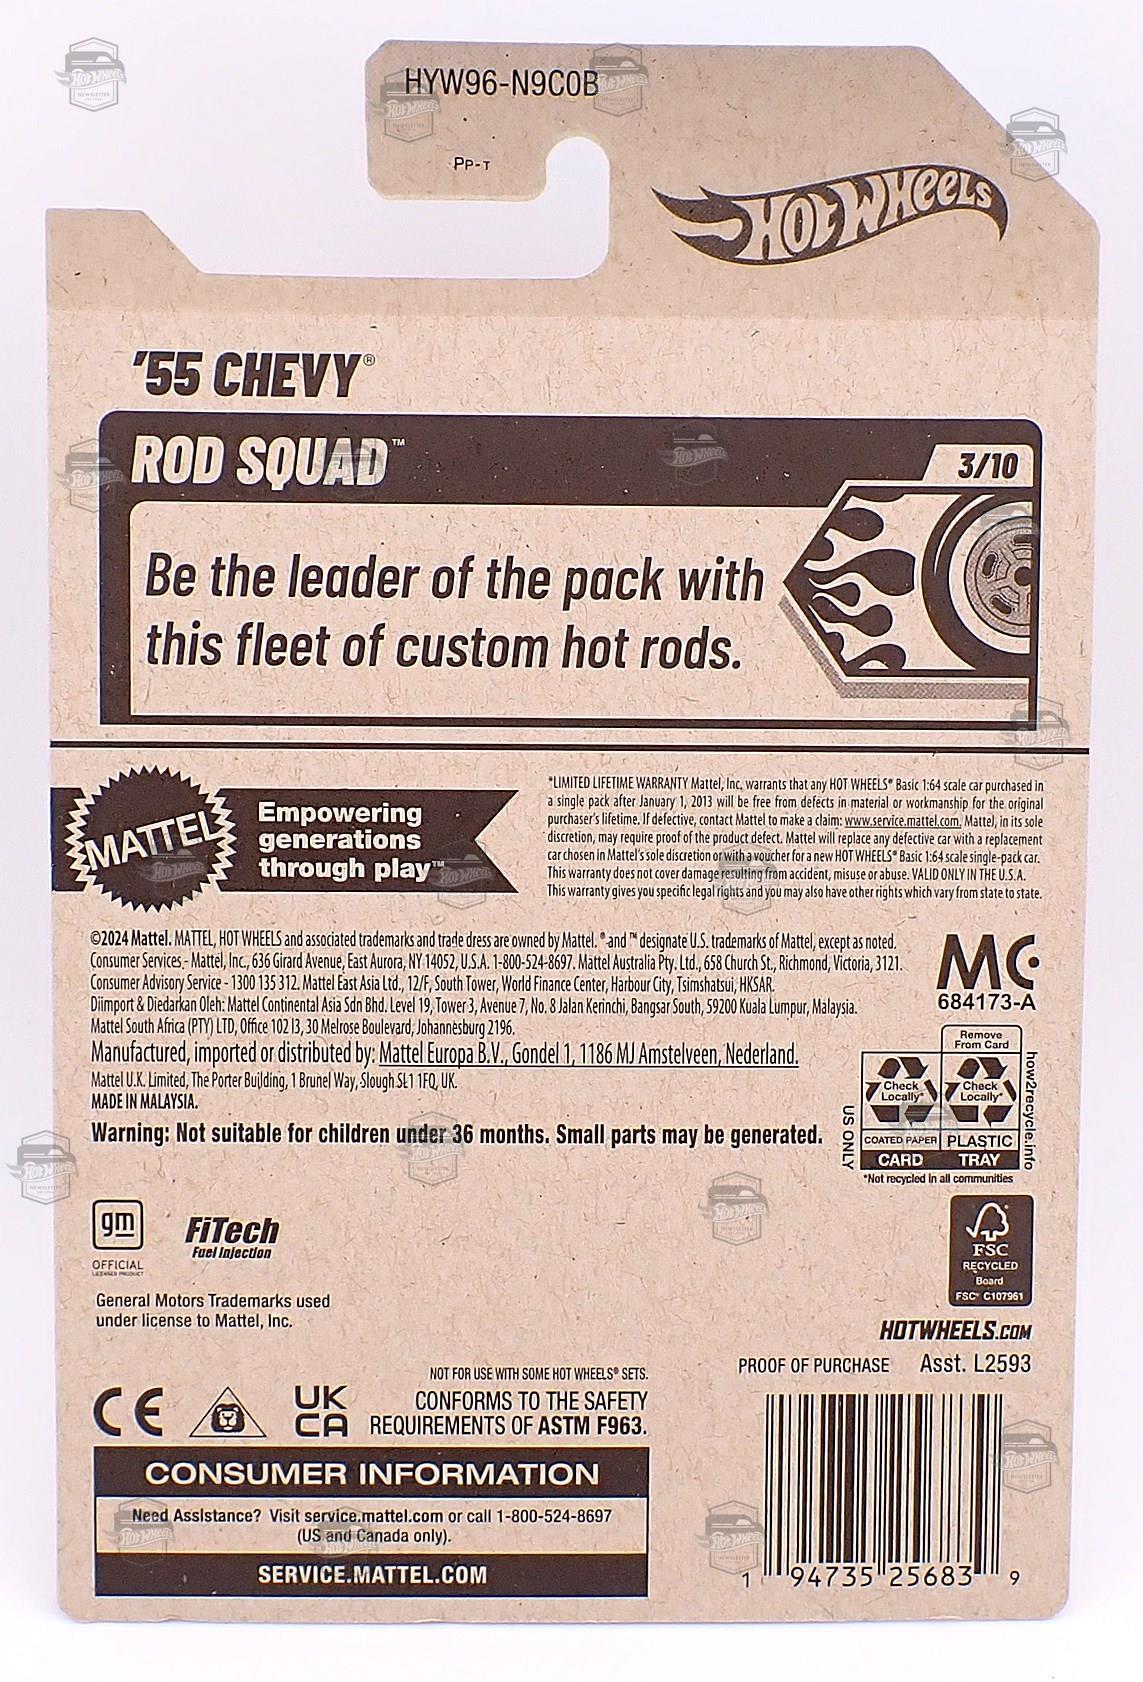 HYW96-N9C0B
PP-T
HOT WHEELS
'55 CHEVY®
ROD SQUAD™
3/10
Be the leader of the pack with
this fleet of custom hot rods.
MATTEL
Empowering
generations
through play™
*LIMITED LIFETIME WARRANTY Mattel, Inc, warrants that any HOT WHEELS® Basic 1:64 scale car purchased in
a single pack after January 1, 2013 will be free from defects in material or workmanship for the original
purchaser's lifetime. If defective, contact Mattel to make a claim: www.service.mattel.com. Mattel, in its sole
discretion, may require proof of the product defect. Mattel will replace any defective car with a replacement
car chosen in Mattel's sole discretion or with a voucher for a new HOT WHEELS® Basic 1:64 scale single-pack car.
This warranty does not cover damage resulting from accident, misuse or abuse. VALID ONLY IN THE U.S.A.
This warranty gives you specific legal rights and you may also have other rights which vary from state to state.
©2024 Mattel. MATTEL, HOT WHEELS and associated trademarks and trade dress are owned by Mattel. ® and ™ designate U.S. trademarks of Mattel, except as noted.
Consumer Services - Mattel, Inc., 636 Girard Avenue, East Aurora, NY 14052, U.S.A. 1-800-524-8697. Mattel Australia Pty. Ltd., 658 Church St., Richmond, Victoria, 3121.
Consumer Advisory Service - 1300 135 312. Mattel East Asia Ltd., 12/F, South Tower, World Finance Center, Harbour City, Tsimshatsui, HKSAR.
Diimport & Diedarkan Oleh: Mattel Continental Asia Sdn Bhd. Level 19, Tower 3, Avenue 7, No. 8 Jalan Kerinchi, Bangsar South, 59200 Kuala Lumpur, Malaysia.
Mattel South Africa (PTY) LTD, Office 102 I3, 30 Melrose Boulevard, Johannesburg 2196.
Manufactured, imported or distributed by: Mattel Europa B.V., Gondel 1, 1186 MJ Amstelveen, Nederland.
Mattel U.K. Limited, The Porter Building, 1 Brunel Way, Slough SL1 1FQ, UK.
MADE IN MALAYSIA.
Warning: Not suitable for children under 36 months. Small parts may be generated.
MC
684173-A
Remove
From Card
Check
Locally*
Check
Locally*
COATED PAPER
PLASTIC
CARD
TRAY
US ONLY
how2recycle.info
*Not recycled in all communities
gm
OFFICIAL
LICENSED PRODUCT
FiTech
Fuel Injection
General Motors Trademarks used
under license to Mattel, Inc.
FSC
RECYCLED
Board
FSC® C107961
HOTWHEELS.COM
PROOF OF PURCHASE Asst. L2593
NOT FOR USE WITH SOME HOT WHEELS® SETS.
CE
UK
CA
CONFORMS TO THE SAFETY
REQUIREMENTS OF ASTM F963.
CONSUMER INFORMATION
Need Assistance? Visit service.mattel.com or call 1-800-524-8697
(US and Canada only).
SERVICE.MATTEL.COM
1 94735 25683 9